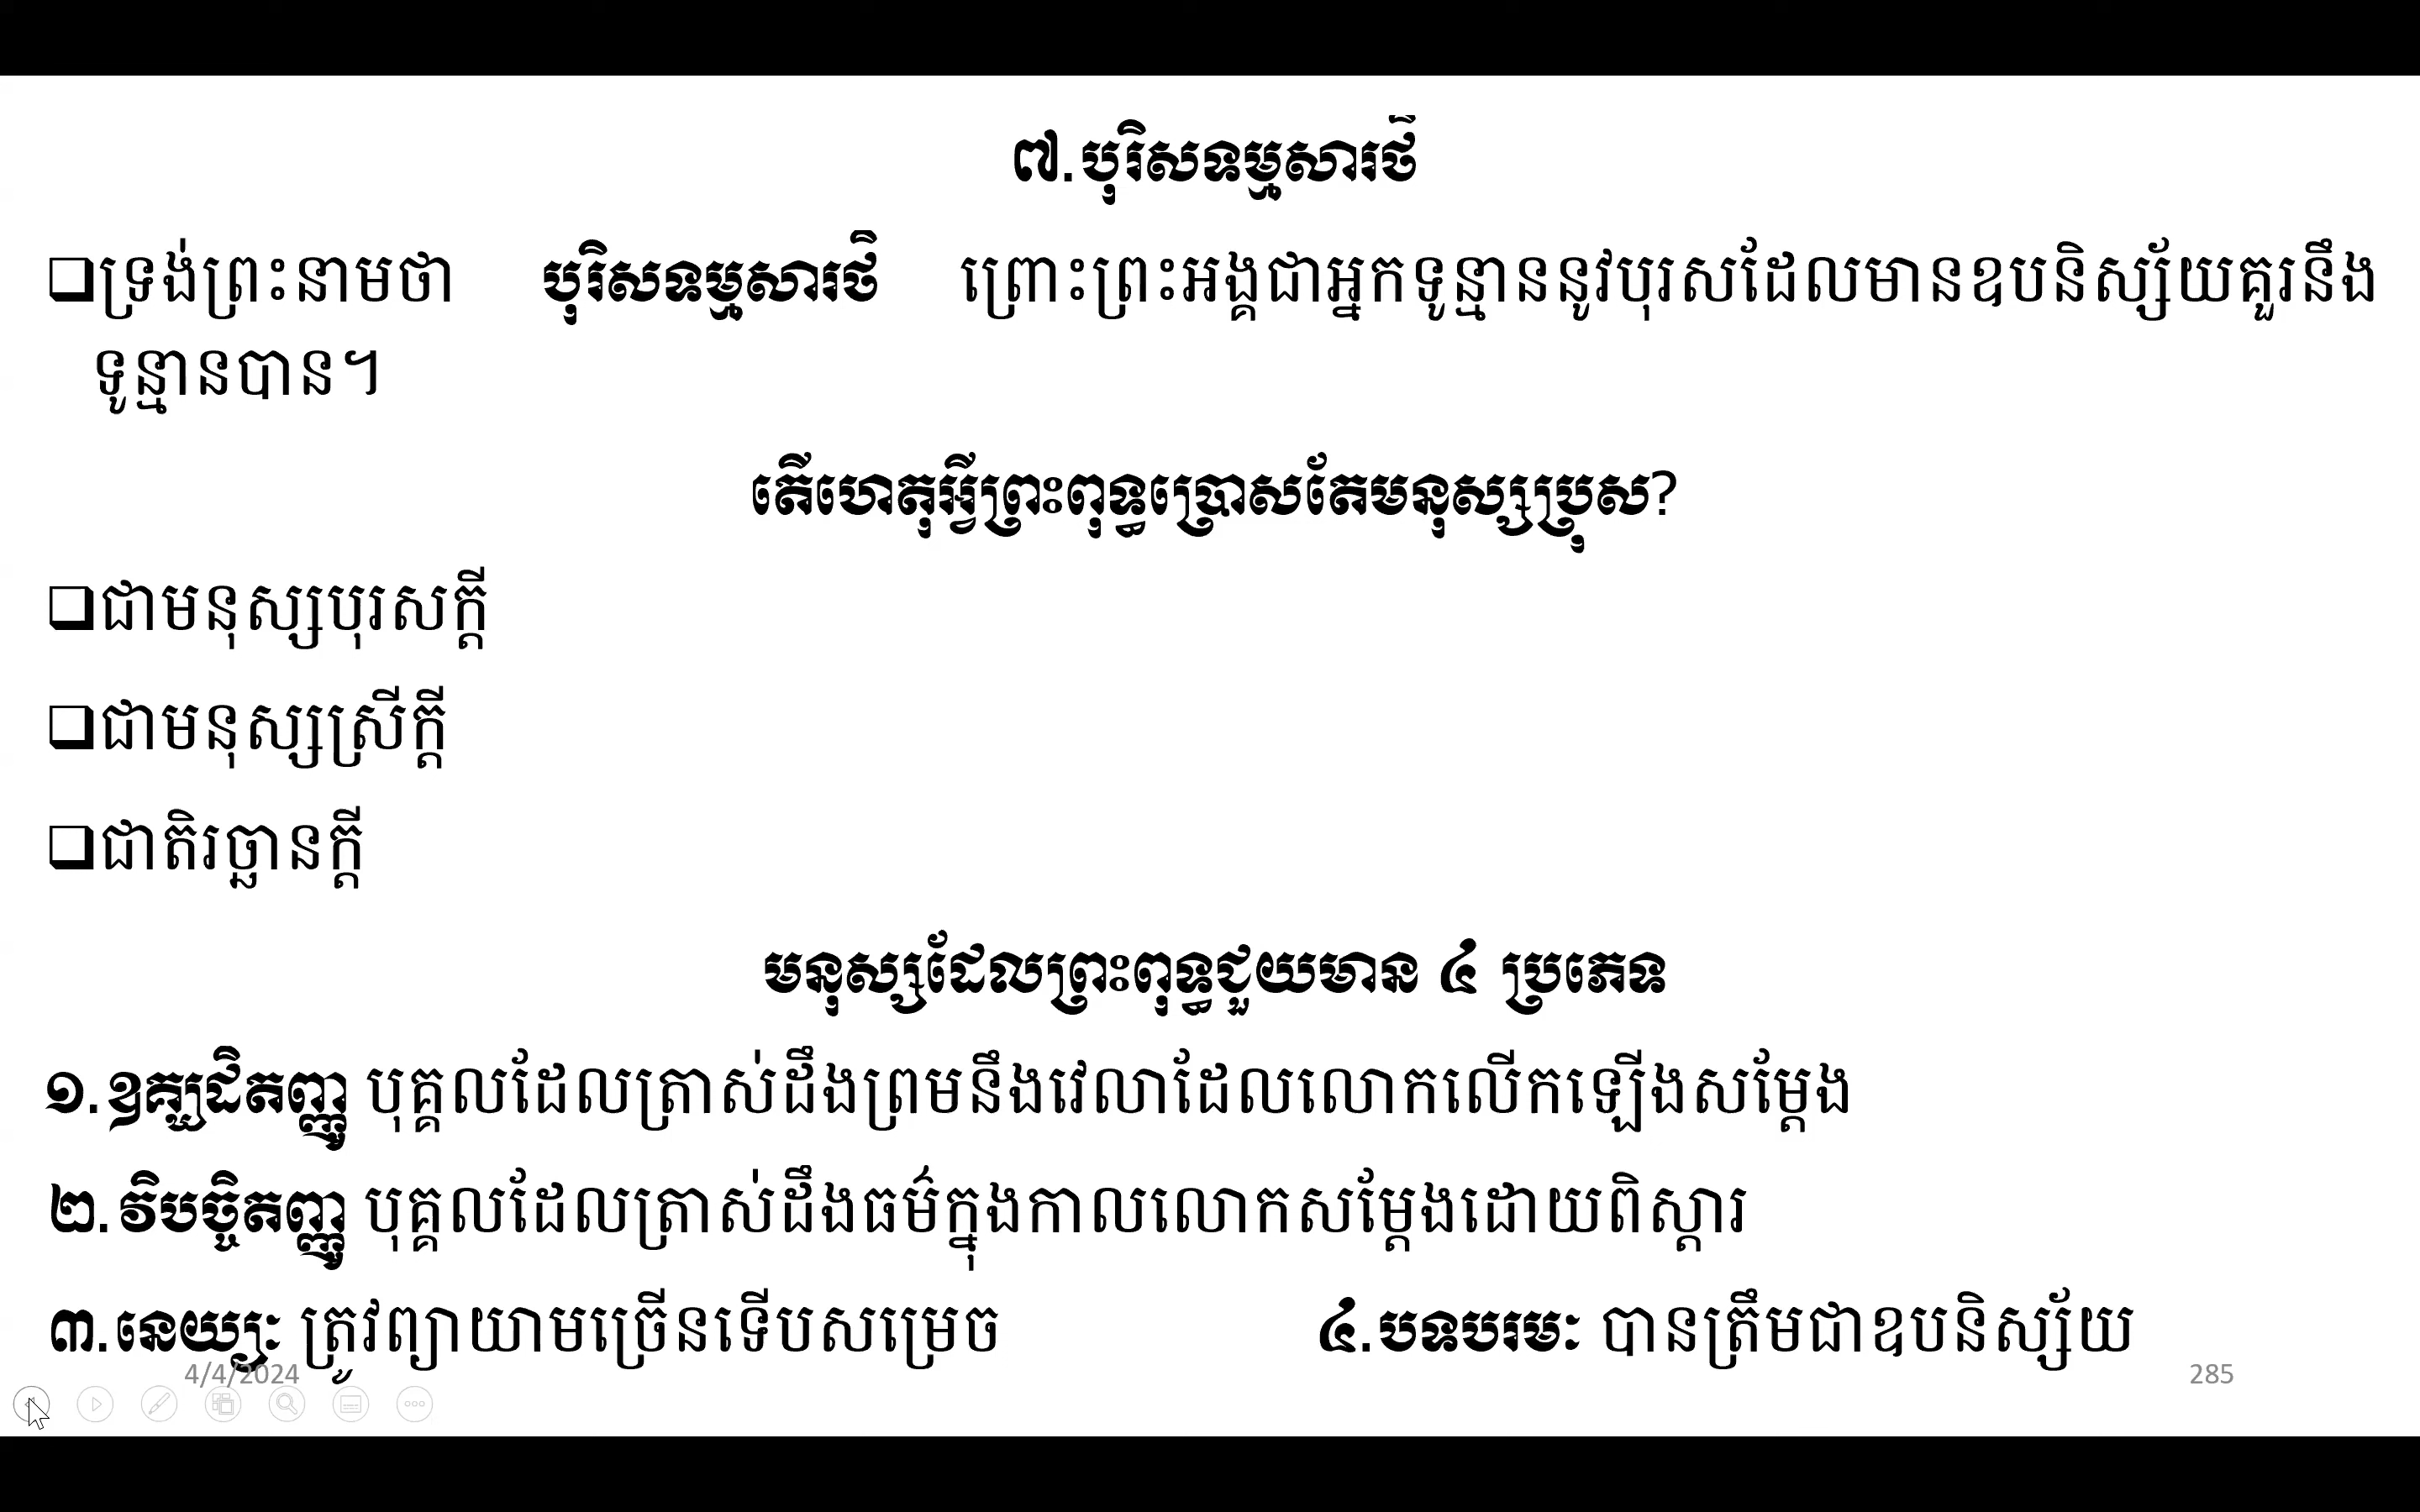 ៧.បុរិសទម្មសារថិ
❑ទ្រង់ព្រះនាមថា បុរិសទម្មសារថិ ព្រោះព្រះអង្គជាអ្នកទូន្មាននូវបុរសដែលមានឧបនិស្ស័យគួរនឹង
ទូន្មានបាន។
តើហេតុអ្វីព្រះពុទ្ធប្រោសតែមនុស្សប្រុស?
❑ជាមនុស្សបុរសក្តី
❑ជាមនុស្សស្រីក្តី
❑ជាតិរច្ឆានក្តី
មនុស្សដែលព្រះពុទ្ធជួយមាន ៤ ប្រភេទ
១.ឧគ្ឃដិតញ្ញូ បុគ្គលដែលត្រាស់ដឹងព្រមនឹងវេលាដែលលោកលើកឡើងសម្តែង
២.វិបច្ចិតញ្ញូ បុគ្គលដែលត្រាស់ដឹងធម៌ក្នុងកាលលោកសម្តែងដោយពិស្តារ
៣.នេយ្យៈ ត្រូវព្យាយាមច្រើនទើបសម្រេច ៤.បទបរមៈ បានត្រឹមជាឧបនិស្ស័យ
4/4/2024 285